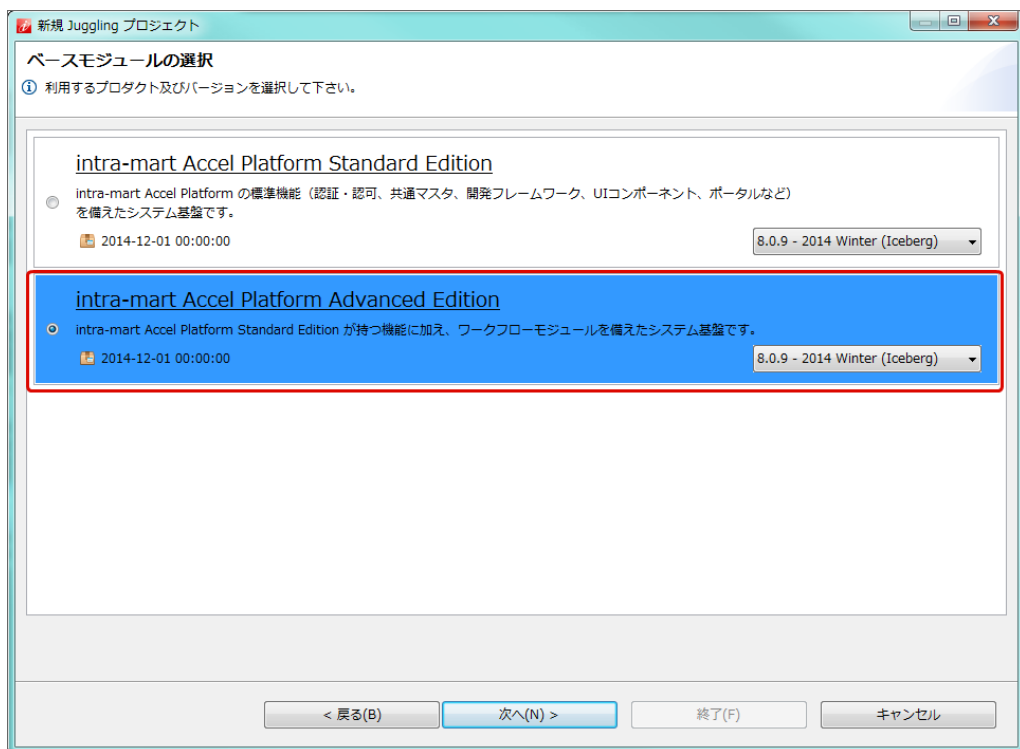 新規 Juggling プロジェクト
ベースモジュールの選択
利用するプロダクト及びバージョンを選択して下さい。
intra-mart Accel Platform Standard Edition
intra-mart Accel Platform の標準機能（認証・認可、共通マスタ、開発フレームワーク、UIコンポーネント、ポータルなど）
を備えたシステム基盤です。
2014-12-01 00:00:00
8.0.9 - 2014 Winter (Iceberg)
intra-mart Accel Platform Advanced Edition
intra-mart Accel Platform Standard Edition が持つ機能に加え、ワークフローモジュールを備えたシステム基盤です。
2014-12-01 00:00:00
8.0.9 - 2014 Winter (Iceberg)
< 戻る(B)
次へ(N) >
終了(F)
キャンセル